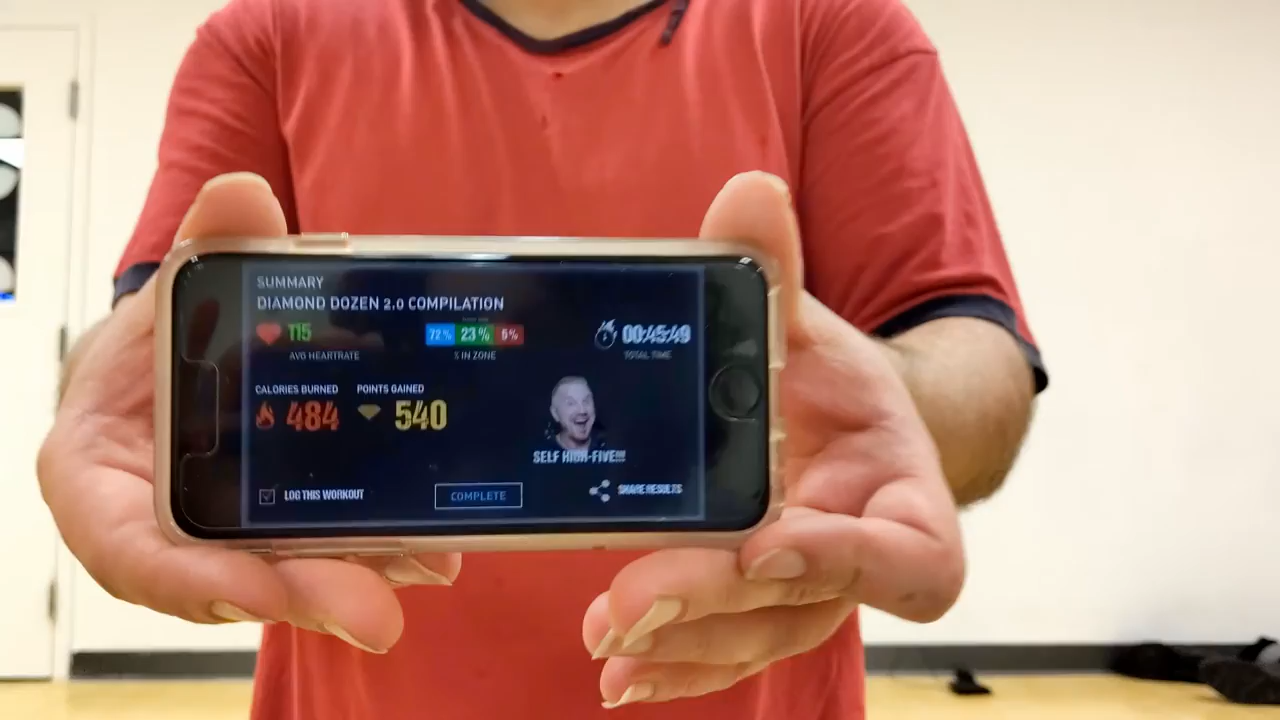 SUMMARY
DIAMOND DOZEN 2.0 COMPILATION
115
AVG HEARTRATE
72% 23% 5%
% IN ZONE
00:45:49
TOTAL TIME
CALORIES BURNED
484
POINTS GAINED
540
SELF HIGH-FIVE!!!
LOG THIS WORKOUT
COMPLETE
SHARE RESULTS